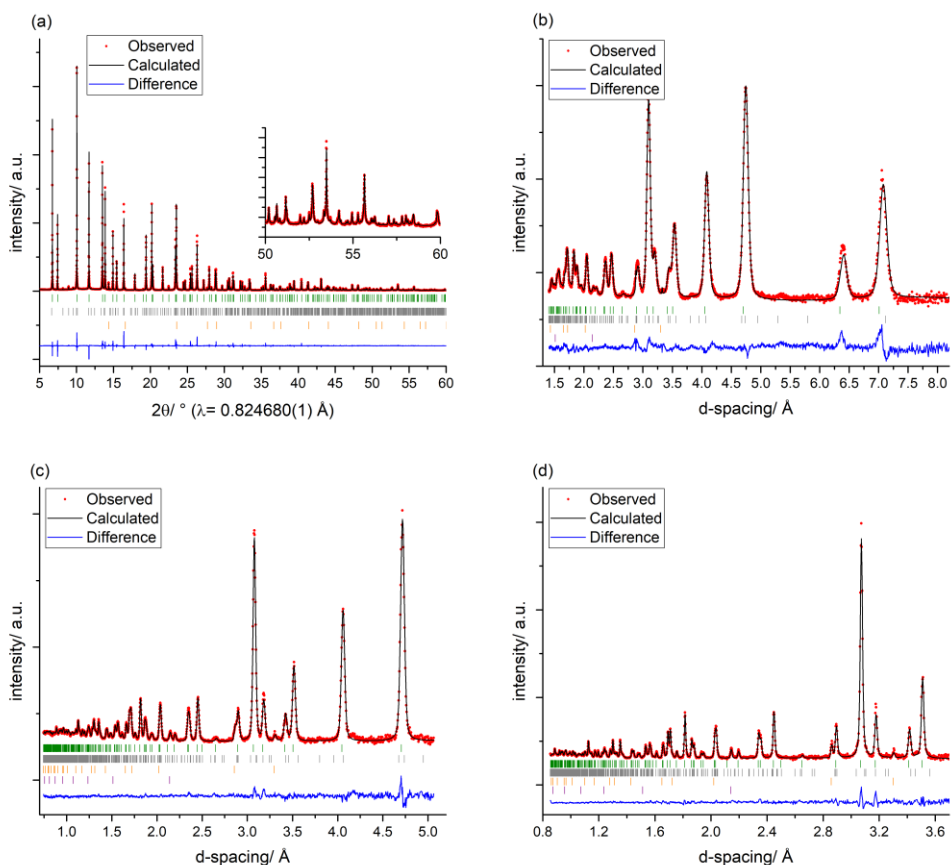 (a)
Observed
Calculated
Difference
intensity/ a.u.
50 55 60
5 10 15 20 25 30 35 40 45 50 55 60
2θ/ ° (λ= 0.824680(1) Å)
(b)
Observed
Calculated
Difference
intensity/ a.u.
1.5 2.0 2.5 3.0 3.5 4.0 4.5 5.0 5.5 6.0 6.5 7.0 7.5 8.0
d-spacing/ Å
(c)
Observed
Calculated
Difference
intensity/ a.u.
1.0 1.5 2.0 2.5 3.0 3.5 4.0 4.5 5.0
d-spacing/ Å
(d)
Observed
Calculated
Difference
intensity/ a.u.
0.8 1.2 1.6 2.0 2.4 2.8 3.2 3.6
d-spacing/ Å